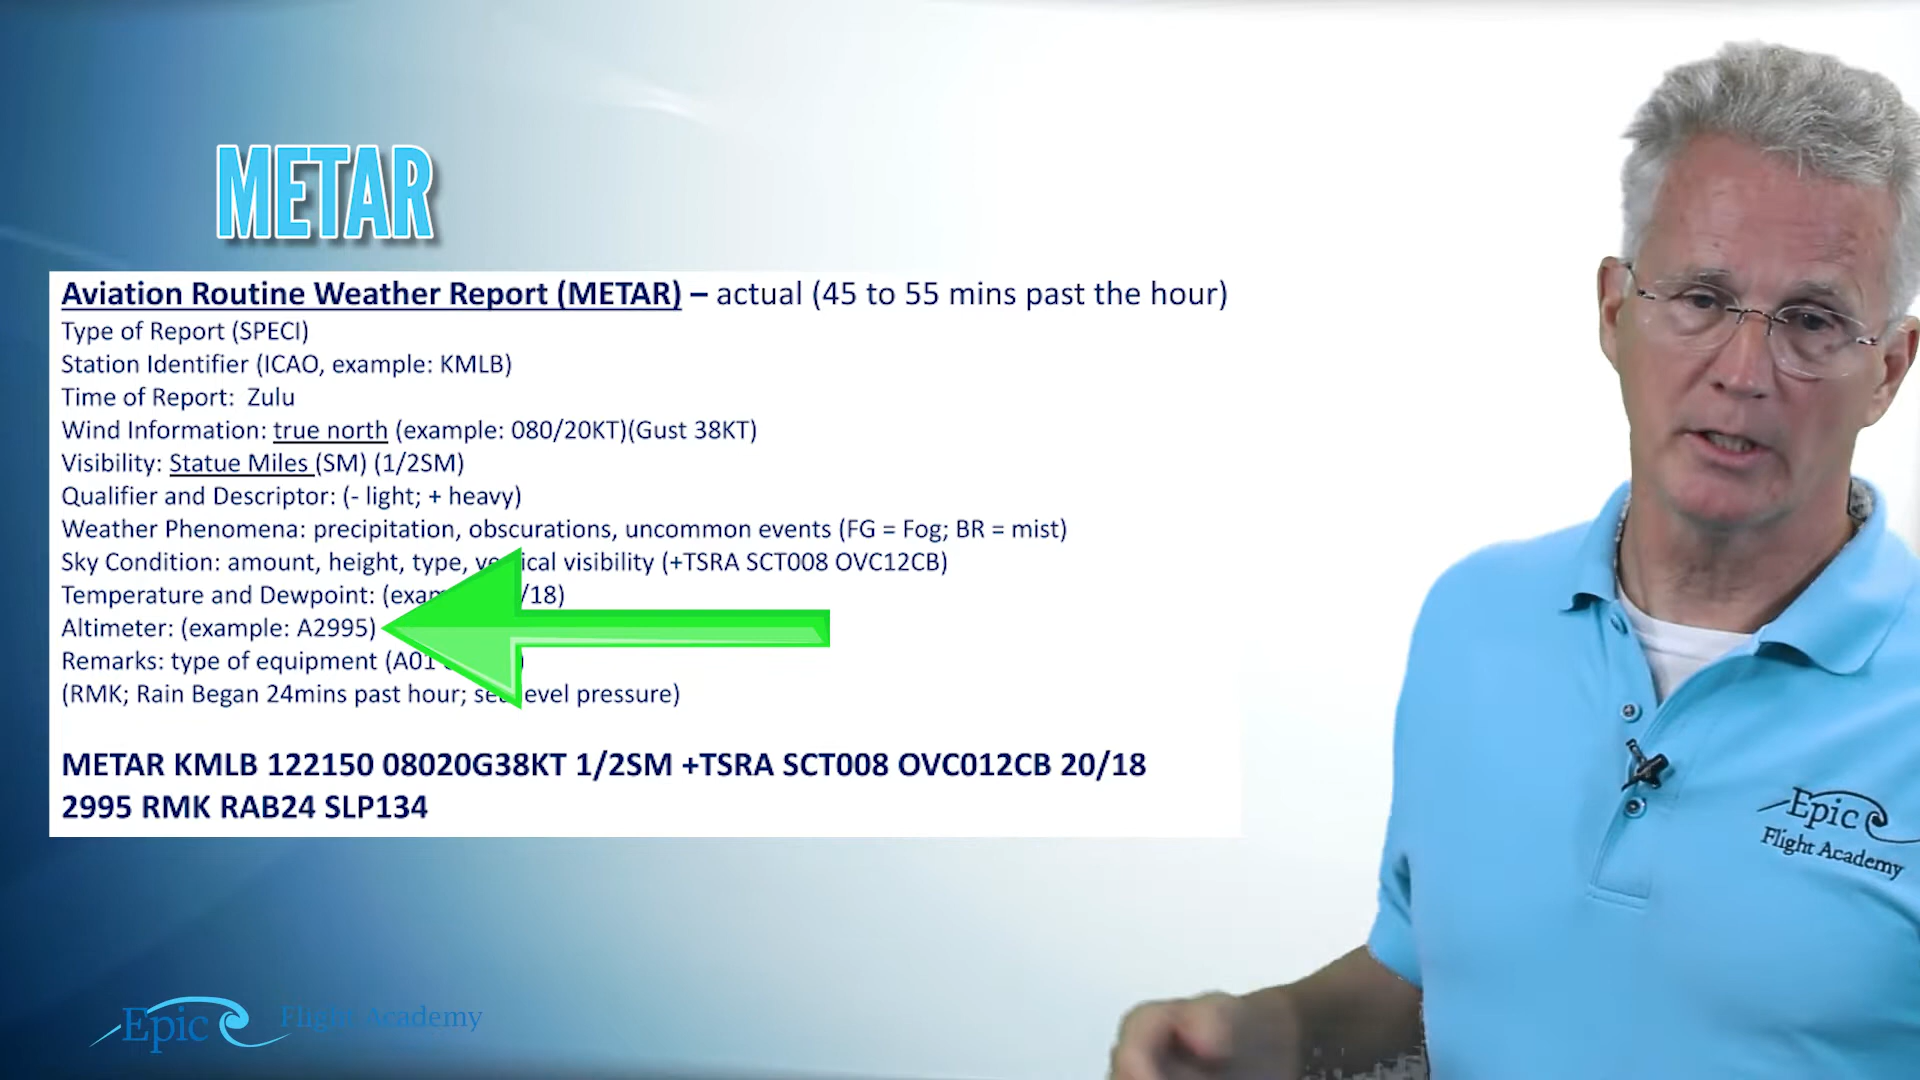 METAR
Aviation Routine Weather Report (METAR) – actual (45 to 55 mins past the hour)
Type of Report (SPECI)
Station Identifier (ICAO, example: KMLB)
Time of Report: Zulu
Wind Information: true north (example: 080/20KT)(Gust 38KT)
Visibility: Statue Miles (SM) (1/2SM)
Qualifier and Descriptor: (- light; + heavy)
Weather Phenomena: precipitation, obscurations, uncommon events (FG = Fog; BR = mist)
Sky Condition: amount, height, type, visibility (+TSRA SCT008 OVC12CB)
Temperature and Dewpoint: /18)
Altimeter: (example: A2995)
Remarks: type of equipment (A01
(RMK; Rain Began 24mins past hour; pressure)
METAR KMLB 122150 08020G38KT 1/2SM +TSRA SCT008 OVC012CB 20/18
2995 RMK RAB24 SLP134
Epic
Flight Academy
Epic Flight Academy